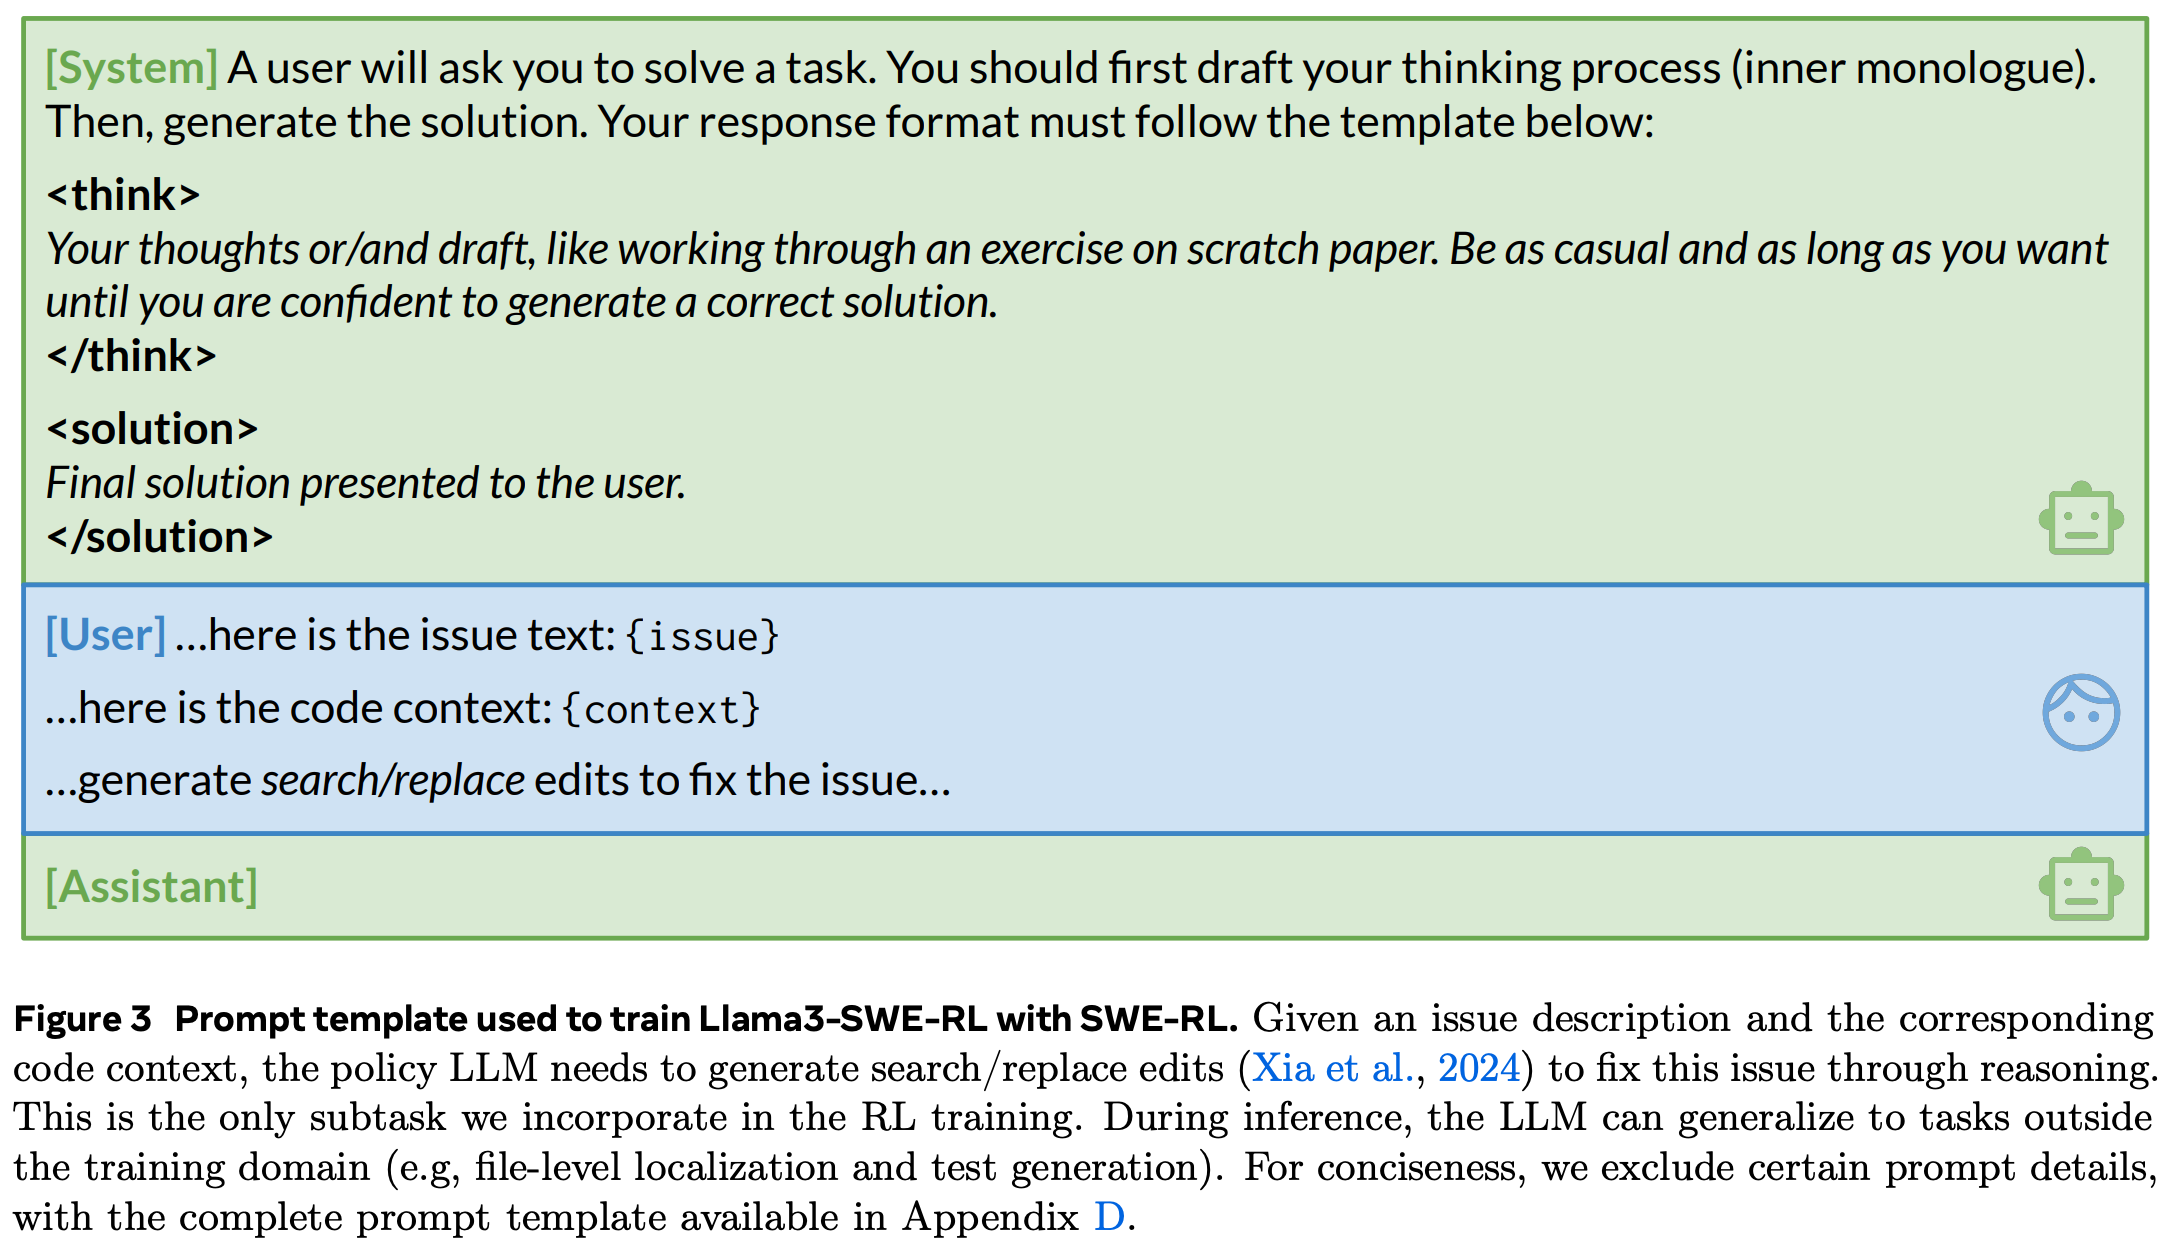 [System] A user will ask you to solve a task. You should first draft your thinking process (inner monologue).
Then, generate the solution. Your response format must follow the template below:
<think>
Your thoughts or/and draft, like working through an exercise on scratch paper. Be as casual and as long as you want
until you are confident to generate a correct solution.
</think>
<solution>
Final solution presented to the user.
</solution>
[User] ...here is the issue text: {issue}
...here is the code context: {context}
...generate search/replace edits to fix the issue...
[Assistant]
Figure 3 Prompt template used to train Llama3-SWE-RL with SWE-RL. Given an issue description and the corresponding
code context, the policy LLM needs to generate search/replace edits (Xia et al., 2024) to fix this issue through reasoning.
This is the only subtask we incorporate in the RL training. During inference, the LLM can generalize to tasks outside
the training domain (e.g, file-level localization and test generation). For conciseness, we exclude certain prompt details,
with the complete prompt template available in Appendix D.